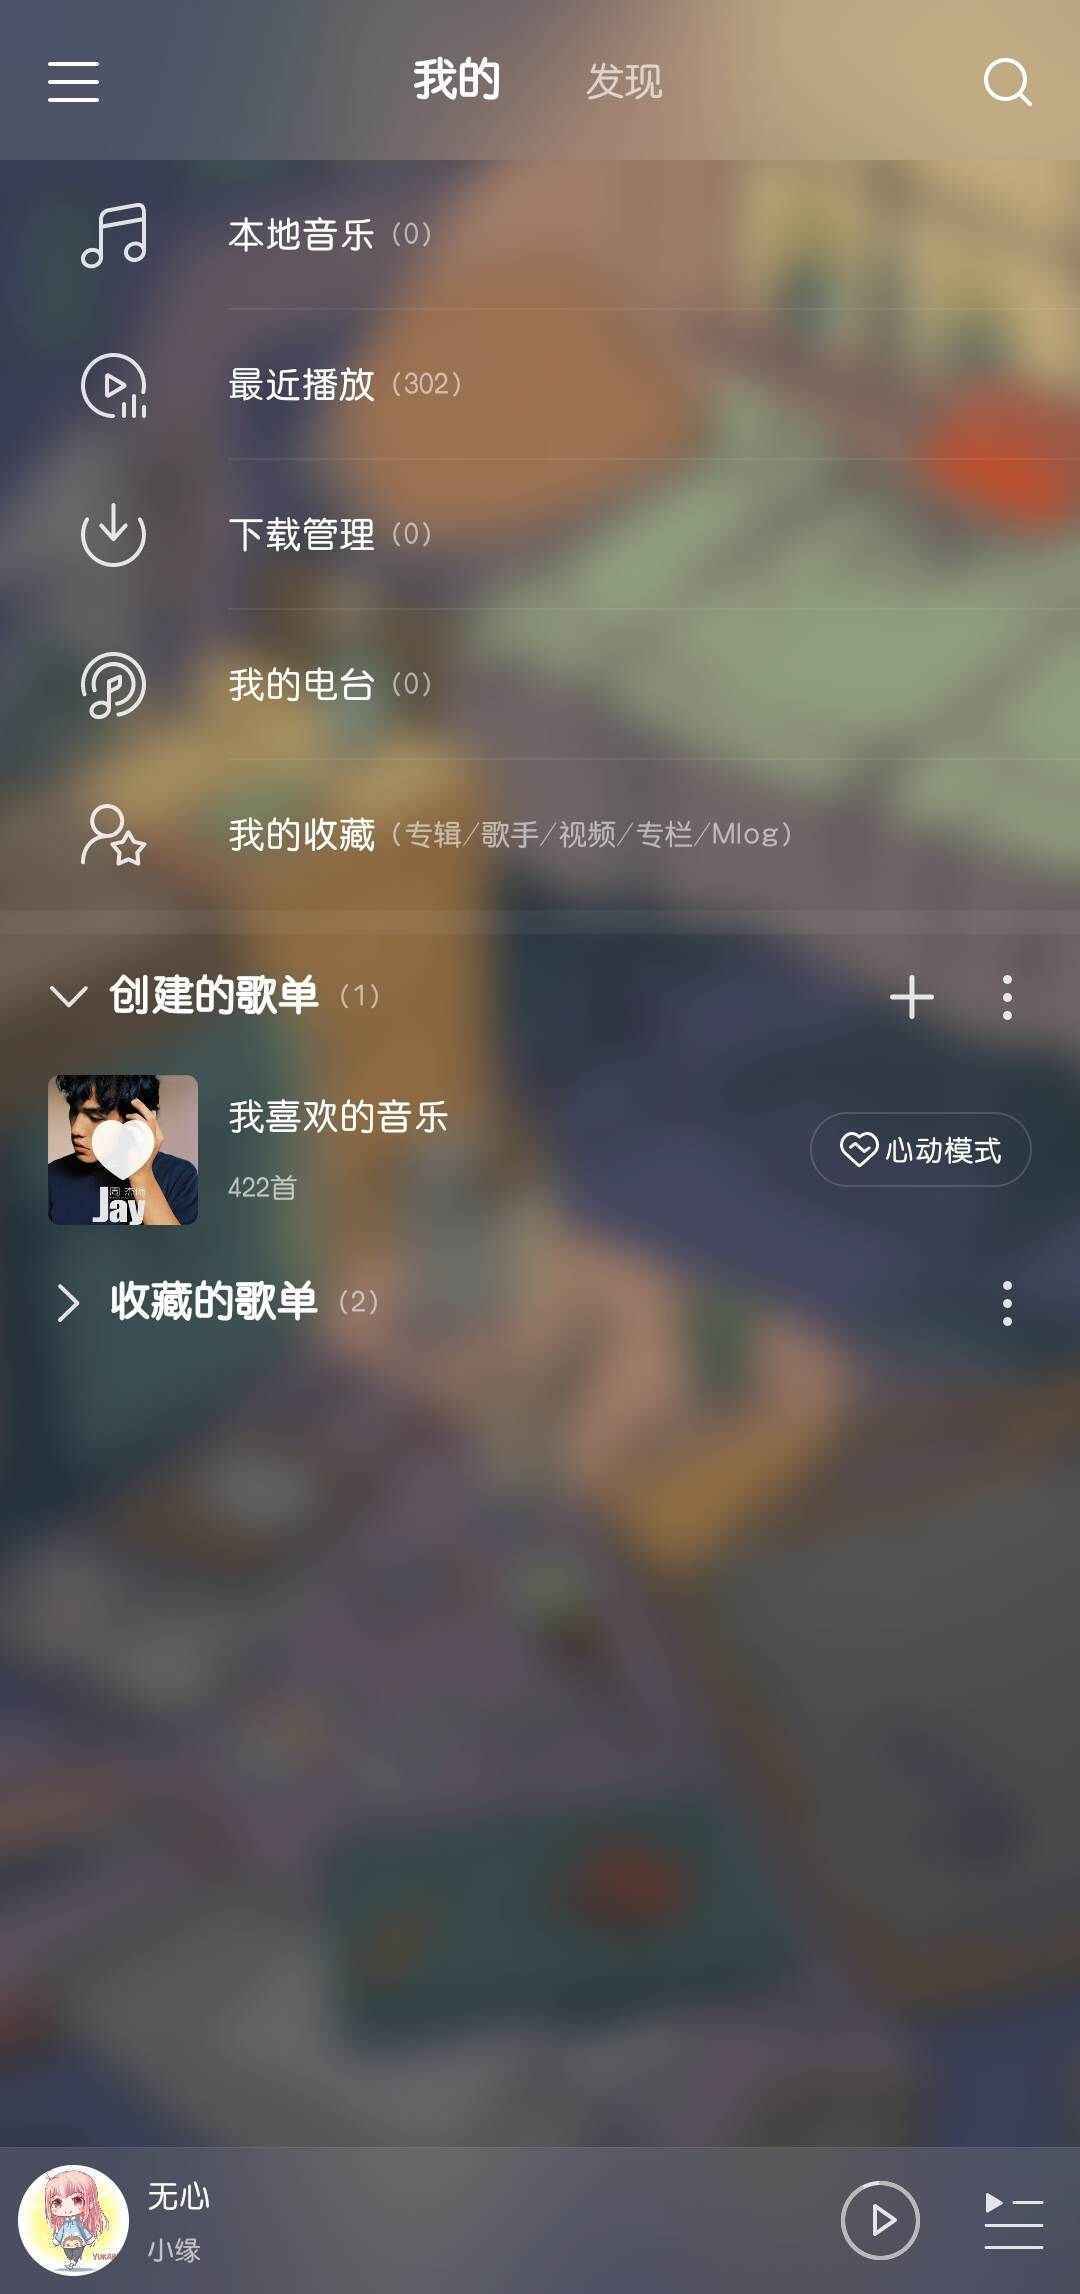 我的 发现
本地音乐（0）
最近播放（302）
下载管理（0）
我的电台（0）
我的收藏（专辑/歌手/视频/专栏/Mlog）
创建的歌单（1）
我喜欢的音乐
422首
心动模式
Jay
收藏的歌单（2）
无心
小缘